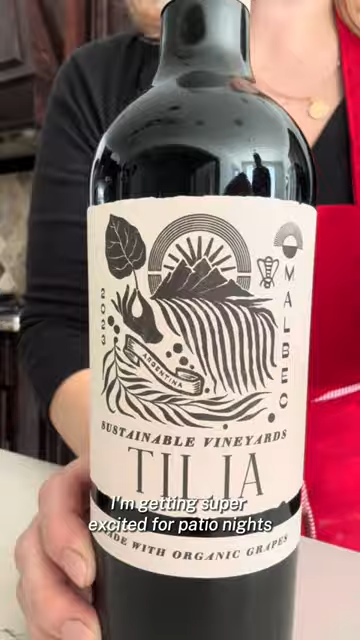 2023
MALBEC
ARGENTINA
SUSTAINABLE VINEYARDS
TILIA
I'm getting super
excited for patio nights
MADE WITH ORGANIC GRAPES